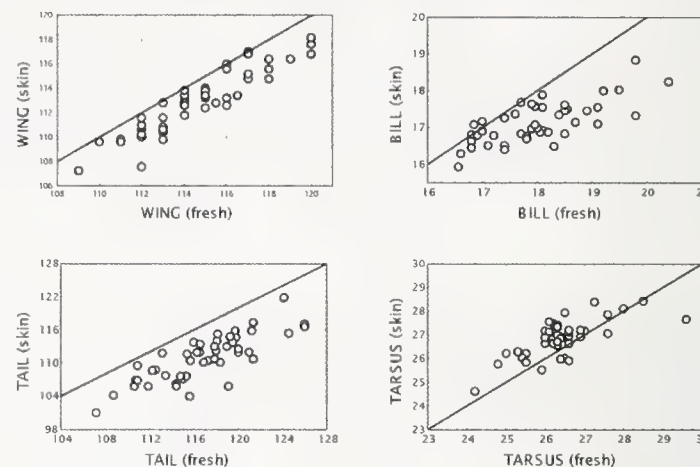 120
118
116
114
112
110
108
106
WING (skin)
108 110 112 114 116 118 120
WING (fresh)
20
19
18
17
16
BILL (skin)
16 17 18 19 20
BILL (fresh)
128
122
116
110
104
98
TAIL (skin)
104 108 112 116 120 124 128
TAIL (fresh)
30
29
28
27
26
25
24
23
TARSUS (skin)
23 24 25 26 27 28 29
TARSUS (fresh)